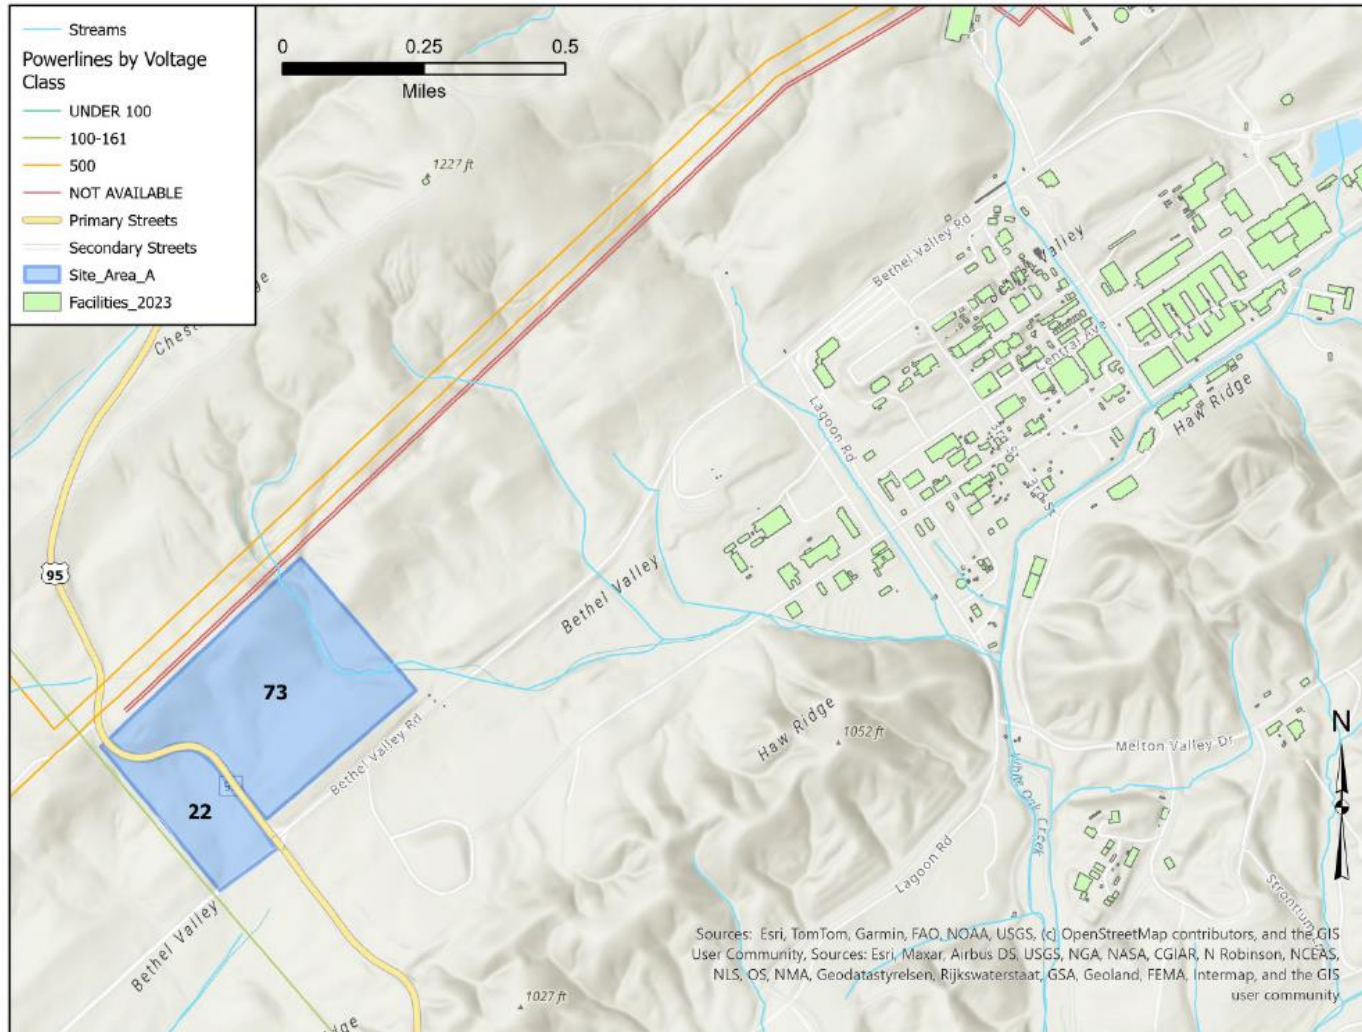 Streams
Powerlines by Voltage
Class
UNDER 100
100-161
500
NOT AVAILABLE
Primary Streets
Secondary Streets
Site_Area_A
Facilities_2023
0 0.25 0.5
Miles
1227 ft
Bethel Valley Rd
Valley
Central Av
Haw Ridge
Lagoon Rd
3rd St
95
Bethel Valley
73
22
Bethel Valley Rd
Haw Ridge
1052 ft
N
Melton Valley Dr
White Oak Creek
Lagoon Rd
Bethel Valley
1027 ft
Sources: Esri, TomTom, Garmin, FAO, NOAA, USGS, (c) OpenStreetMap contributors, and the GIS
User Community, Sources: Esri, Maxar, Airbus DS, USGS, NGA, NASA, CGIAR, N Robinson, NCEAS,
NLS, OS, NMA, Geodatastyrelsen, Rijkswaterstaat, GSA, Geoland, FEMA, Intermap, and the GIS
user community